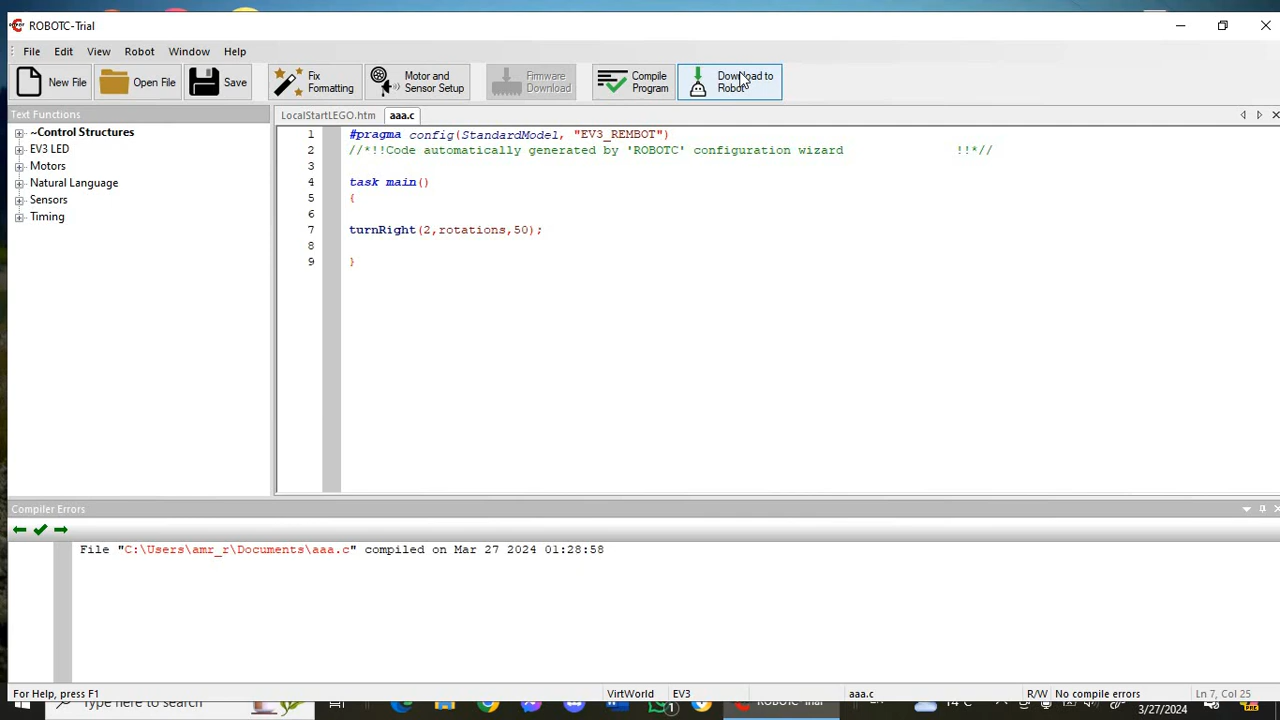 ROBOTC-Trial
File Edit View Robot Window Help
New File
Open File
Save
Fix
Formatting
Motor and
Sensor Setup
Firmware
Download
Compile
Program
Download to
Robot
Text Functions
~Control Structures
EV3 LED
Motors
Natural Language
Sensors
Timing
LocalStartLEGO.htm
aaa.c
1 #pragma config(StandardModel, "EV3_REMBOT")
2 //*!!Code automatically generated by 'ROBOTC' configuration wizard !!*//
3
4 task main()
5 {
6
7 turnRight(2,rotations,50);
8
9 }
Compiler Errors
File "C:\Users\amr_r\Documents\aaa.c" compiled on Mar 27 2024 01:28:58
For Help, press F1
VirtWorld
EV3
aaa.c
R/W
No compile errors
Ln 7, Col 25
Type here to search
ROBOTC-Trial
14°C
3/27/2024